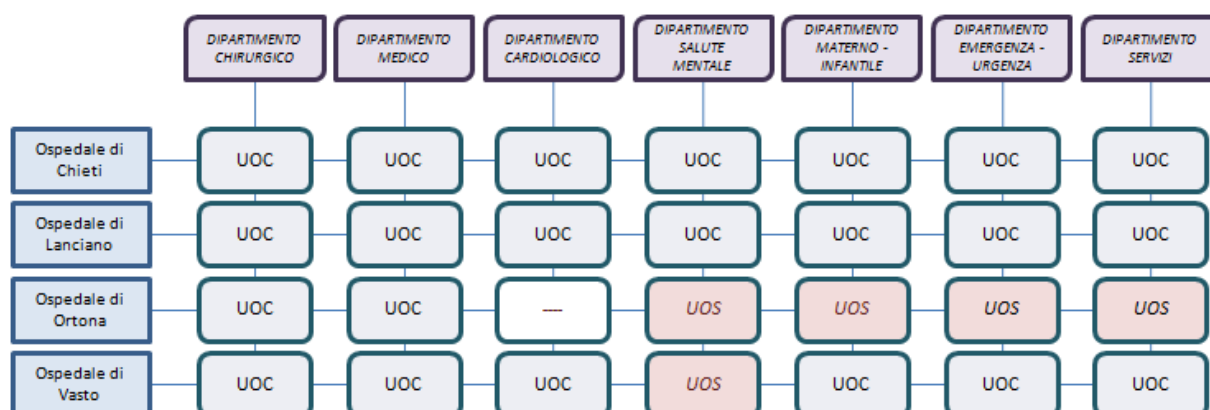 DIPARTIMENTO
CHIRURGICO
DIPARTIMENTO
MEDICO
DIPARTIMENTO
CARDIOLOGICO
DIPARTIMENTO
SALUTE
MENTALE
DIPARTIMENTO
MATERNO -
INFANTILE
DIPARTIMENTO
EMERGENZA -
URGENZA
DIPARTIMENTO
SERVIZI
Ospedale di
Chieti
UOC UOC UOC UOC UOC UOC UOC
Ospedale di
Lanciano
UOC UOC UOC UOC UOC UOC UOC
Ospedale di
Ortona
UOC UOC ---- UOS UOS UOS UOS
Ospedale di
Vasto
UOC UOC UOC UOS UOC UOC UOC